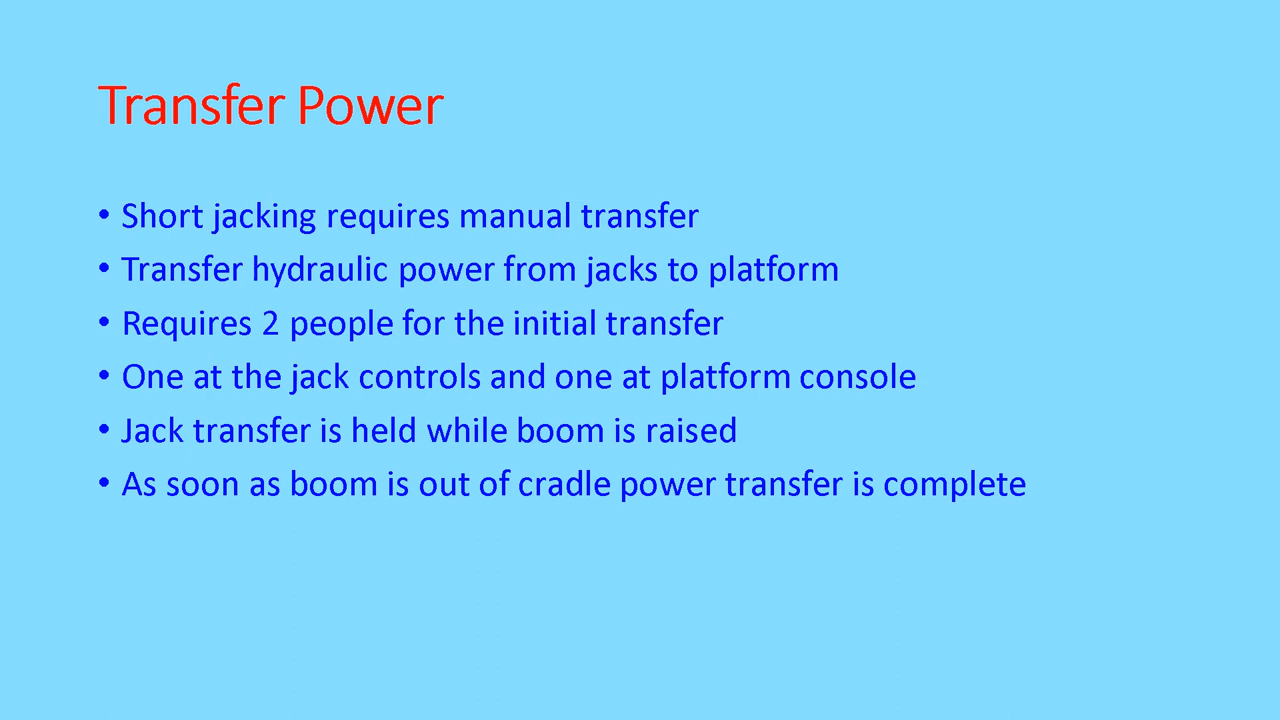 Transfer Power
• Short jacking requires manual transfer
• Transfer hydraulic power from jacks to platform
• Requires 2 people for the initial transfer
• One at the jack controls and one at platform console
• Jack transfer is held while boom is raised
• As soon as boom is out of cradle power transfer is complete